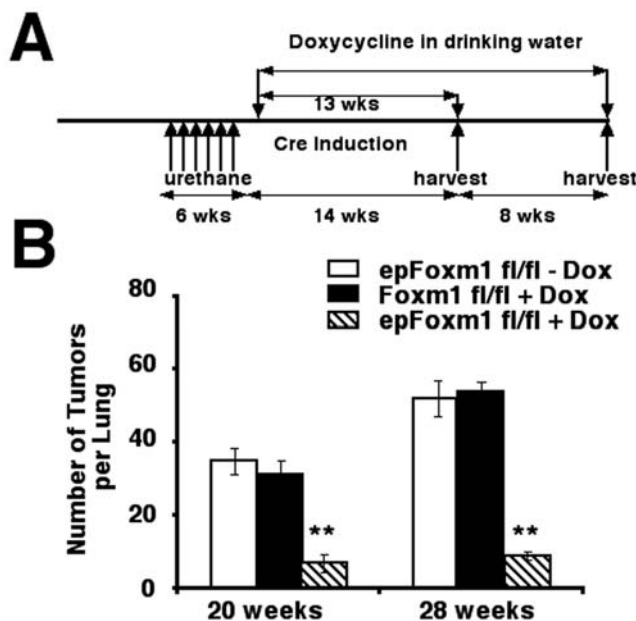 A
Doxycycline in drinking water
13 wks
Cre Induction
urethane harvest harvest
6 wks 14 wks 8 wks
B
epFoxm1 fl/fl - Dox
Foxm1 fl/fl + Dox
epFoxm1 fl/fl + Dox
Number of Tumors
per Lung
80
60
40
20
0
** **
20 weeks 28 weeks